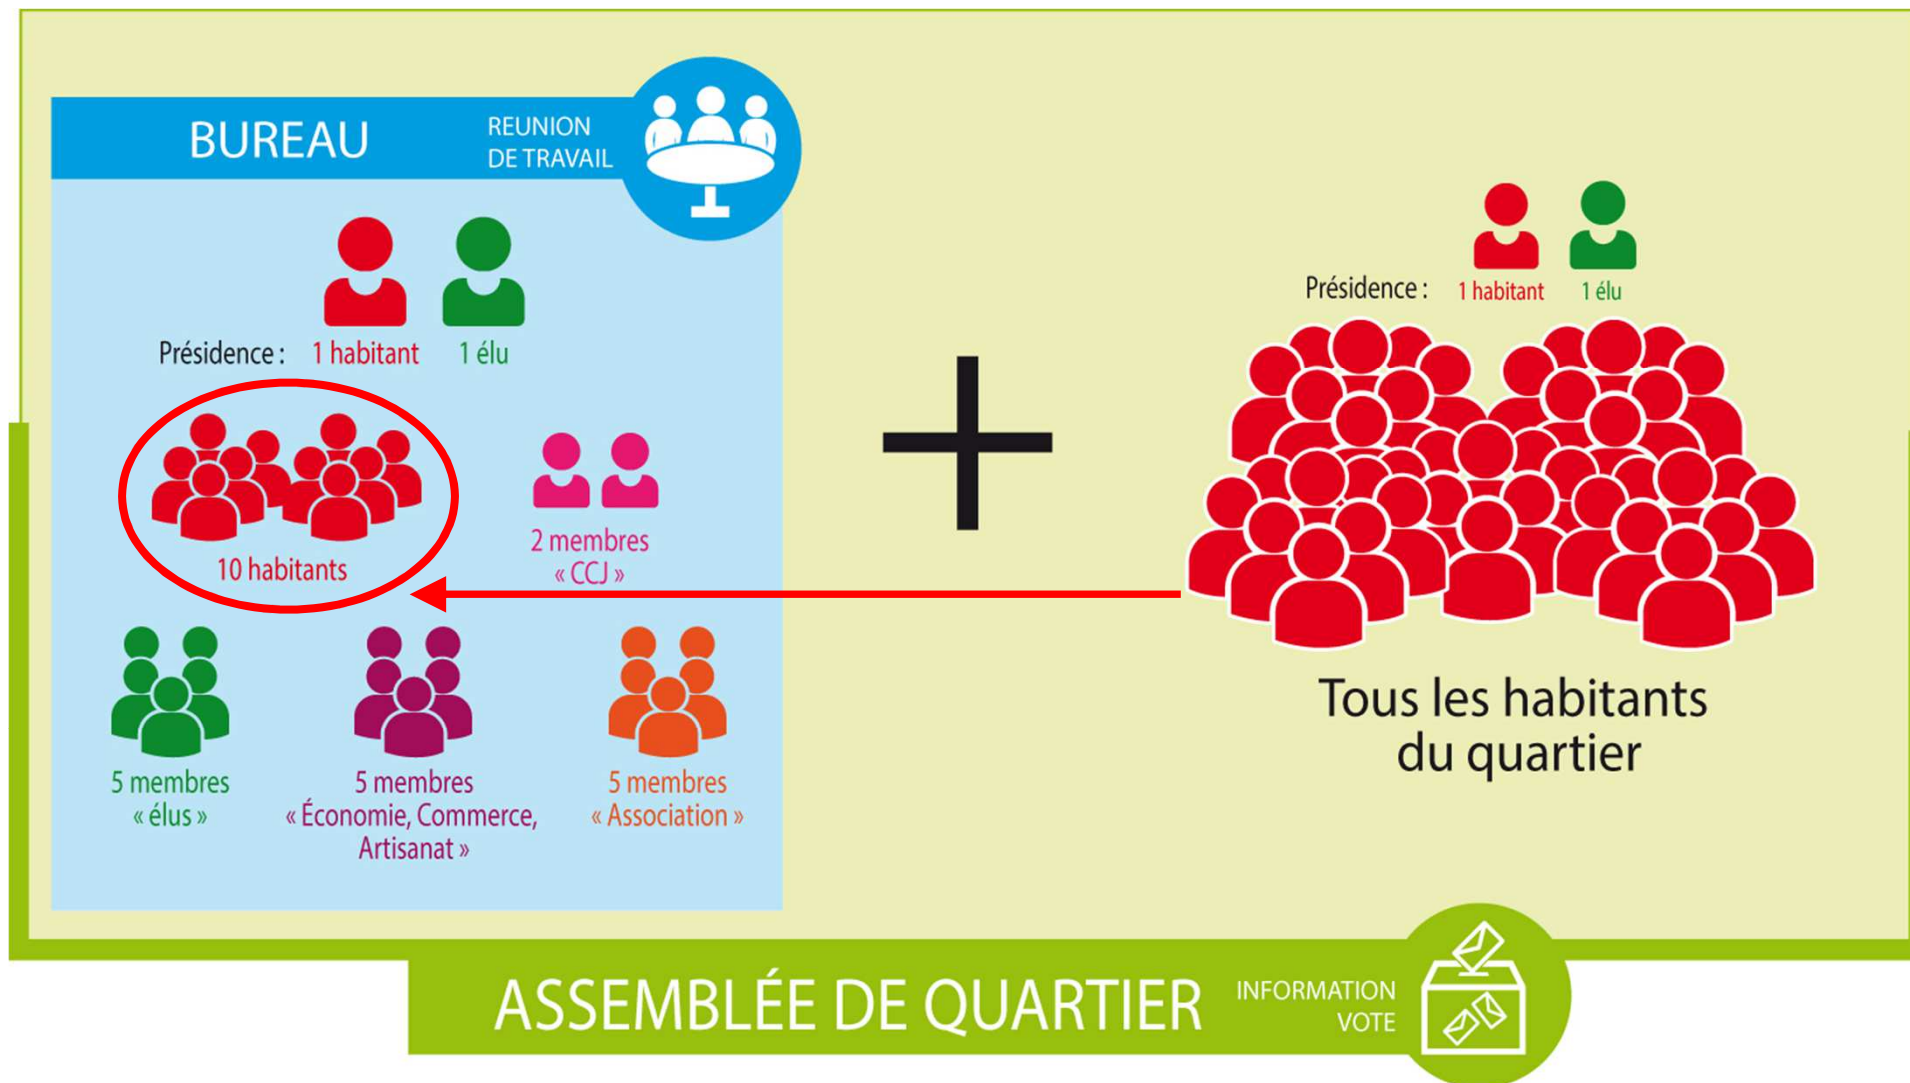 BUREAU
REUNION
DE TRAVAIL
Présidence : 1 habitant 1 élu
10 habitants
2 membres
« CCJ »
5 membres
« élus »
5 membres
« Économie, Commerce,
Artisanat »
5 membres
« Association »
Présidence : 1 habitant 1 élu
Tous les habitants
du quartier
ASSEMBLÉE DE QUARTIER
INFORMATION
VOTE